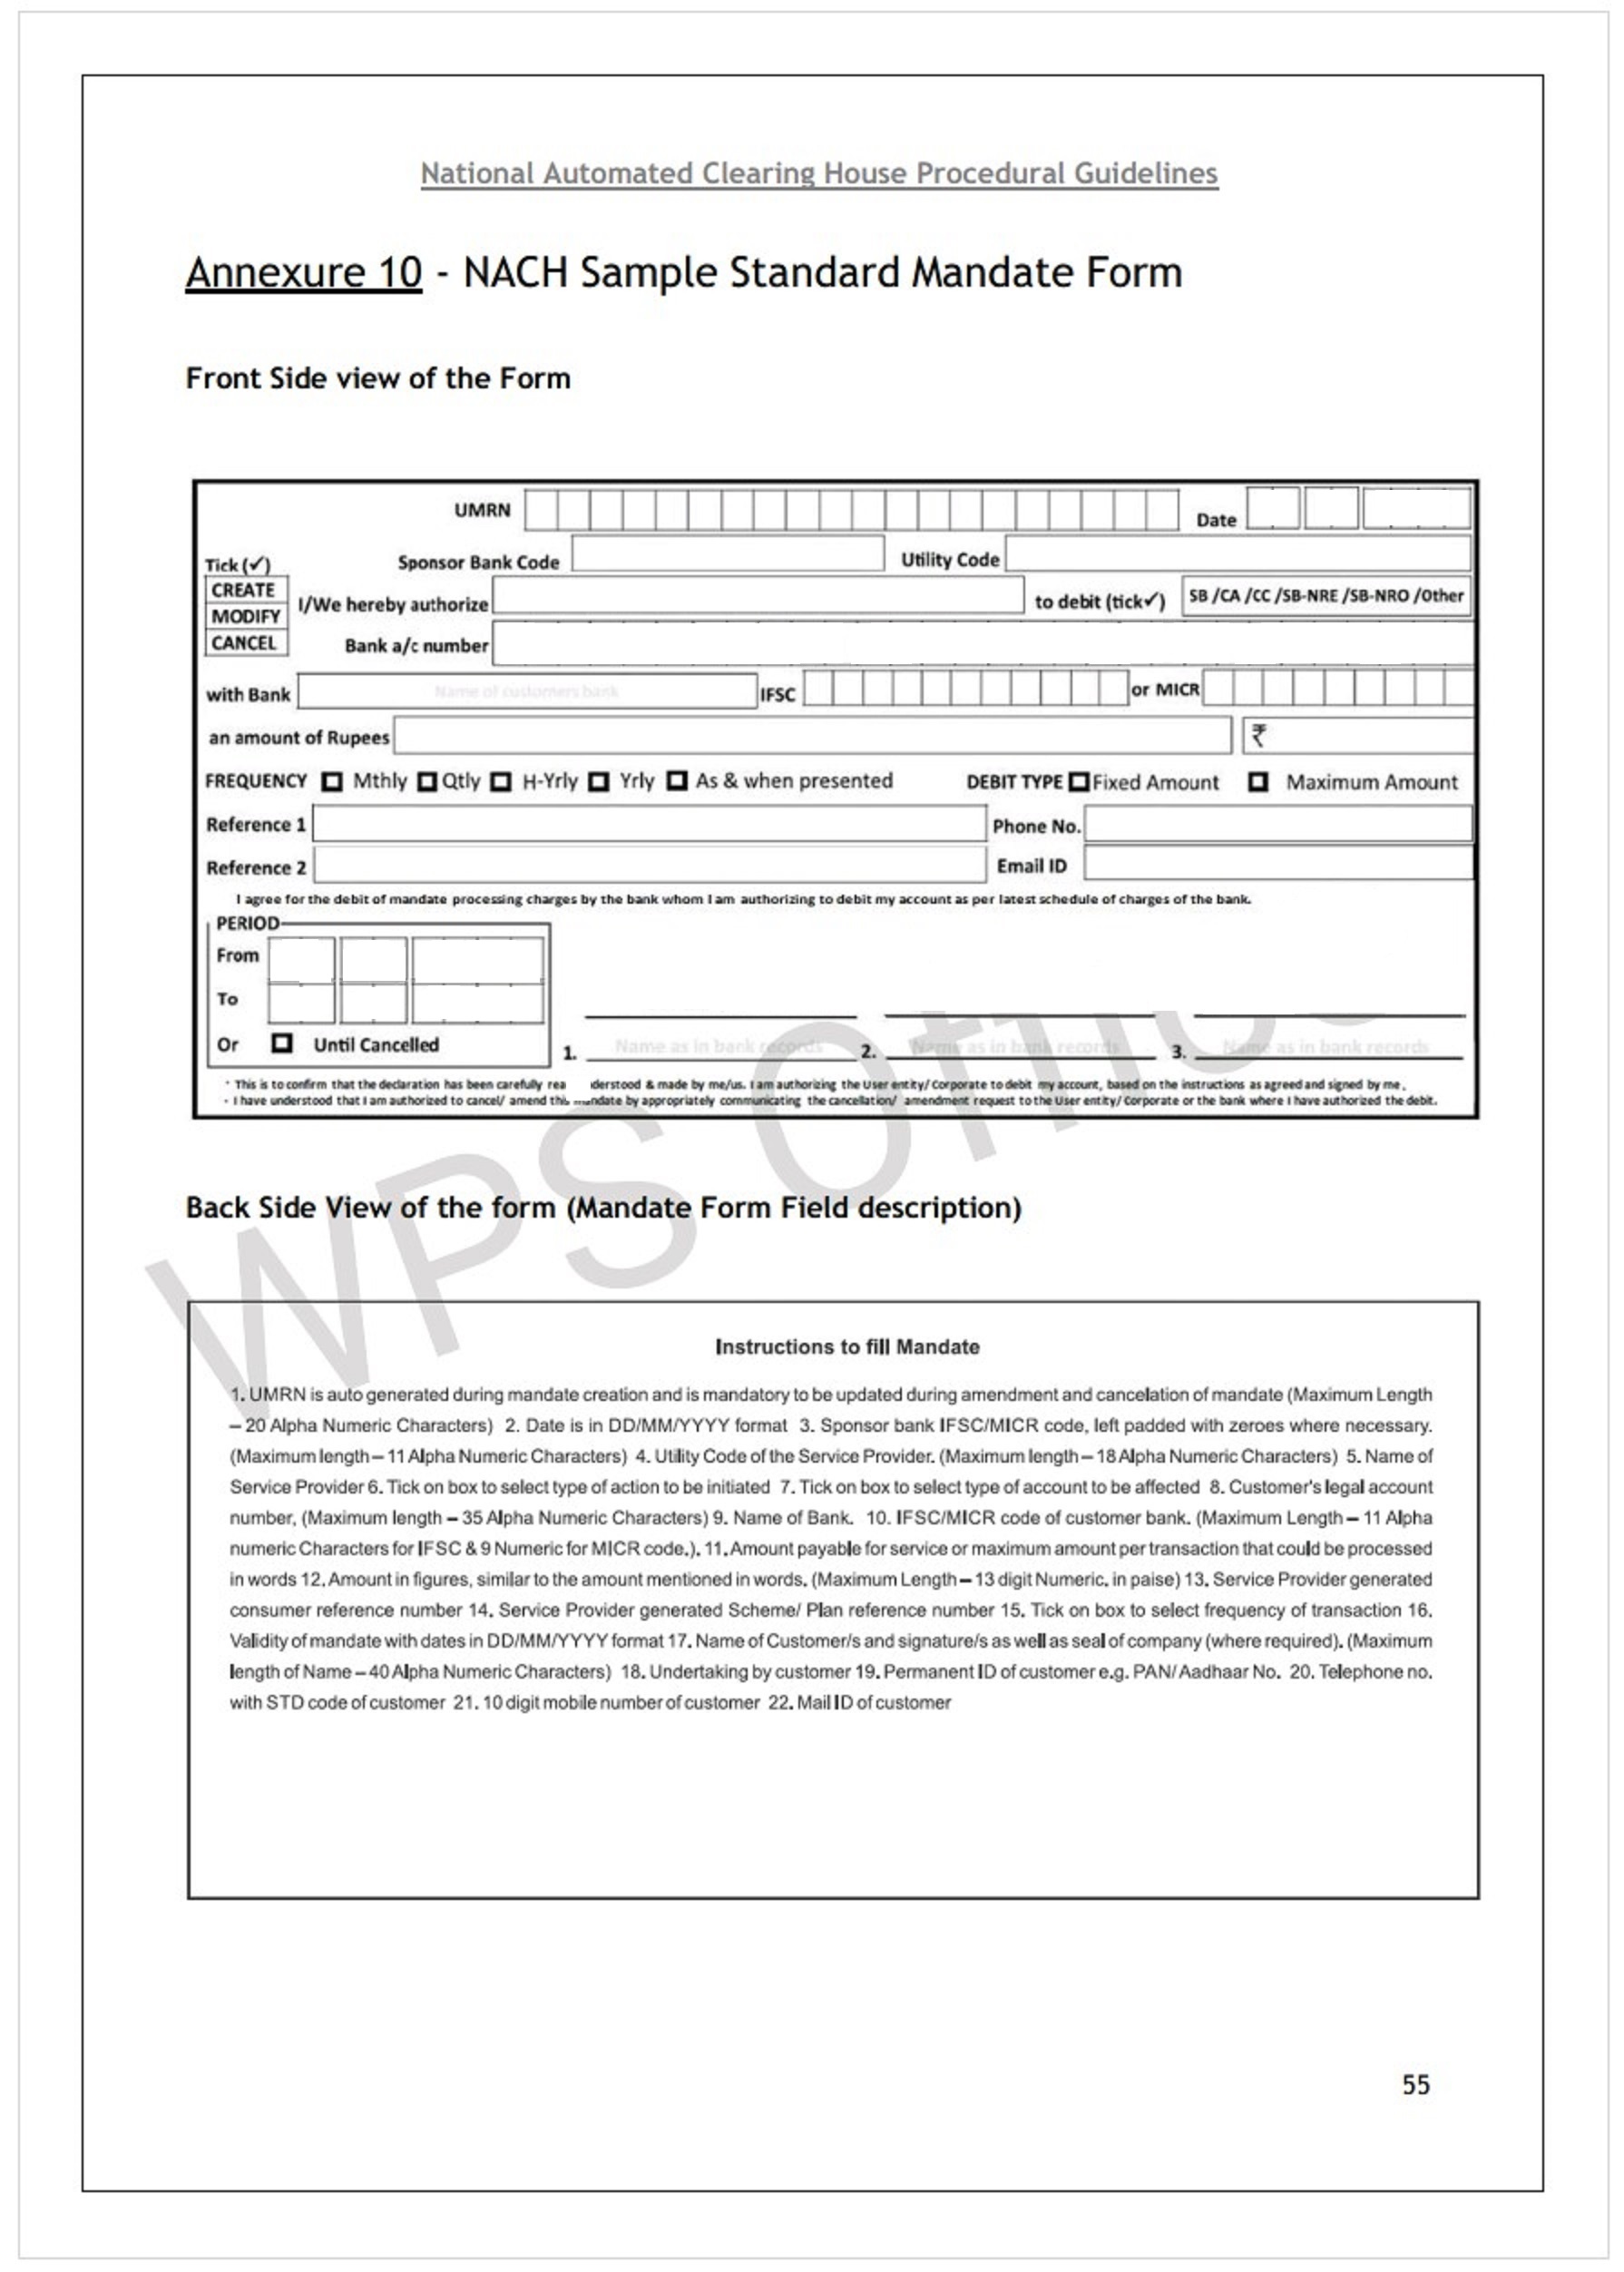 National Automated Clearing House Procedural Guidelines
Annexure 10 - NACH Sample Standard Mandate Form
Front Side view of the Form
UMRN Date
Tick (✓) Sponsor Bank Code Utility Code
CREATE
MODIFY
CANCEL
I/We hereby authorize to debit (tick✓) SB /CA /CC /SB-NRE /SB-NRO /Other
Bank a/c number
with Bank Name of customers bank IFSC or MICR
an amount of Rupees ₹
FREQUENCY Mthly Qtly H-Yrly Yrly As & when presented DEBIT TYPE Fixed Amount Maximum Amount
Reference 1 Phone No.
Reference 2 Email ID
I agree for the debit of mandate processing charges by the bank whom I am authorizing to debit my account as per latest schedule of charges of the bank.
PERIOD
From
To
Or Until Cancelled 1. Name as in bank records 2. Name as in bank records 3. Name as in bank records
· This is to confirm that the declaration has been carefully rea derstood & made by me/us. I am authorizing the User entity/ Corporate to debit my account, based on the instructions as agreed and signed by me.
· I have understood that I am authorized to cancel/ amend this mandate by appropriately communicating the cancellation/ amendment request to the User entity/ Corporate or the bank where I have authorized the debit.
WPS Office
Back Side View of the form (Mandate Form Field description)
Instructions to fill Mandate
1. UMRN is auto generated during mandate creation and is mandatory to be updated during amendment and cancelation of mandate (Maximum Length
– 20 Alpha Numeric Characters) 2. Date is in DD/MM/YYYY format 3. Sponsor bank IFSC/MICR code, left padded with zeroes where necessary.
(Maximum length – 11 Alpha Numeric Characters) 4. Utility Code of the Service Provider. (Maximum length – 18 Alpha Numeric Characters) 5. Name of
Service Provider 6. Tick on box to select type of action to be initiated 7. Tick on box to select type of account to be affected 8. Customer's legal account
number, (Maximum length – 35 Alpha Numeric Characters) 9. Name of Bank. 10. IFSC/MICR code of customer bank. (Maximum Length – 11 Alpha
numeric Characters for IFSC & 9 Numeric for MICR code.). 11. Amount payable for service or maximum amount per transaction that could be processed
in words 12. Amount in figures, similar to the amount mentioned in words. (Maximum Length – 13 digit Numeric, in paise) 13. Service Provider generated
consumer reference number 14. Service Provider generated Scheme/ Plan reference number 15. Tick on box to select frequency of transaction 16.
Validity of mandate with dates in DD/MM/YYYY format 17. Name of Customer/s and signature/s as well as seal of company (where required). (Maximum
length of Name – 40 Alpha Numeric Characters) 18. Undertaking by customer 19. Permanent ID of customer e.g. PAN/ Aadhaar No. 20. Telephone no.
with STD code of customer 21. 10 digit mobile number of customer 22. Mail ID of customer
55